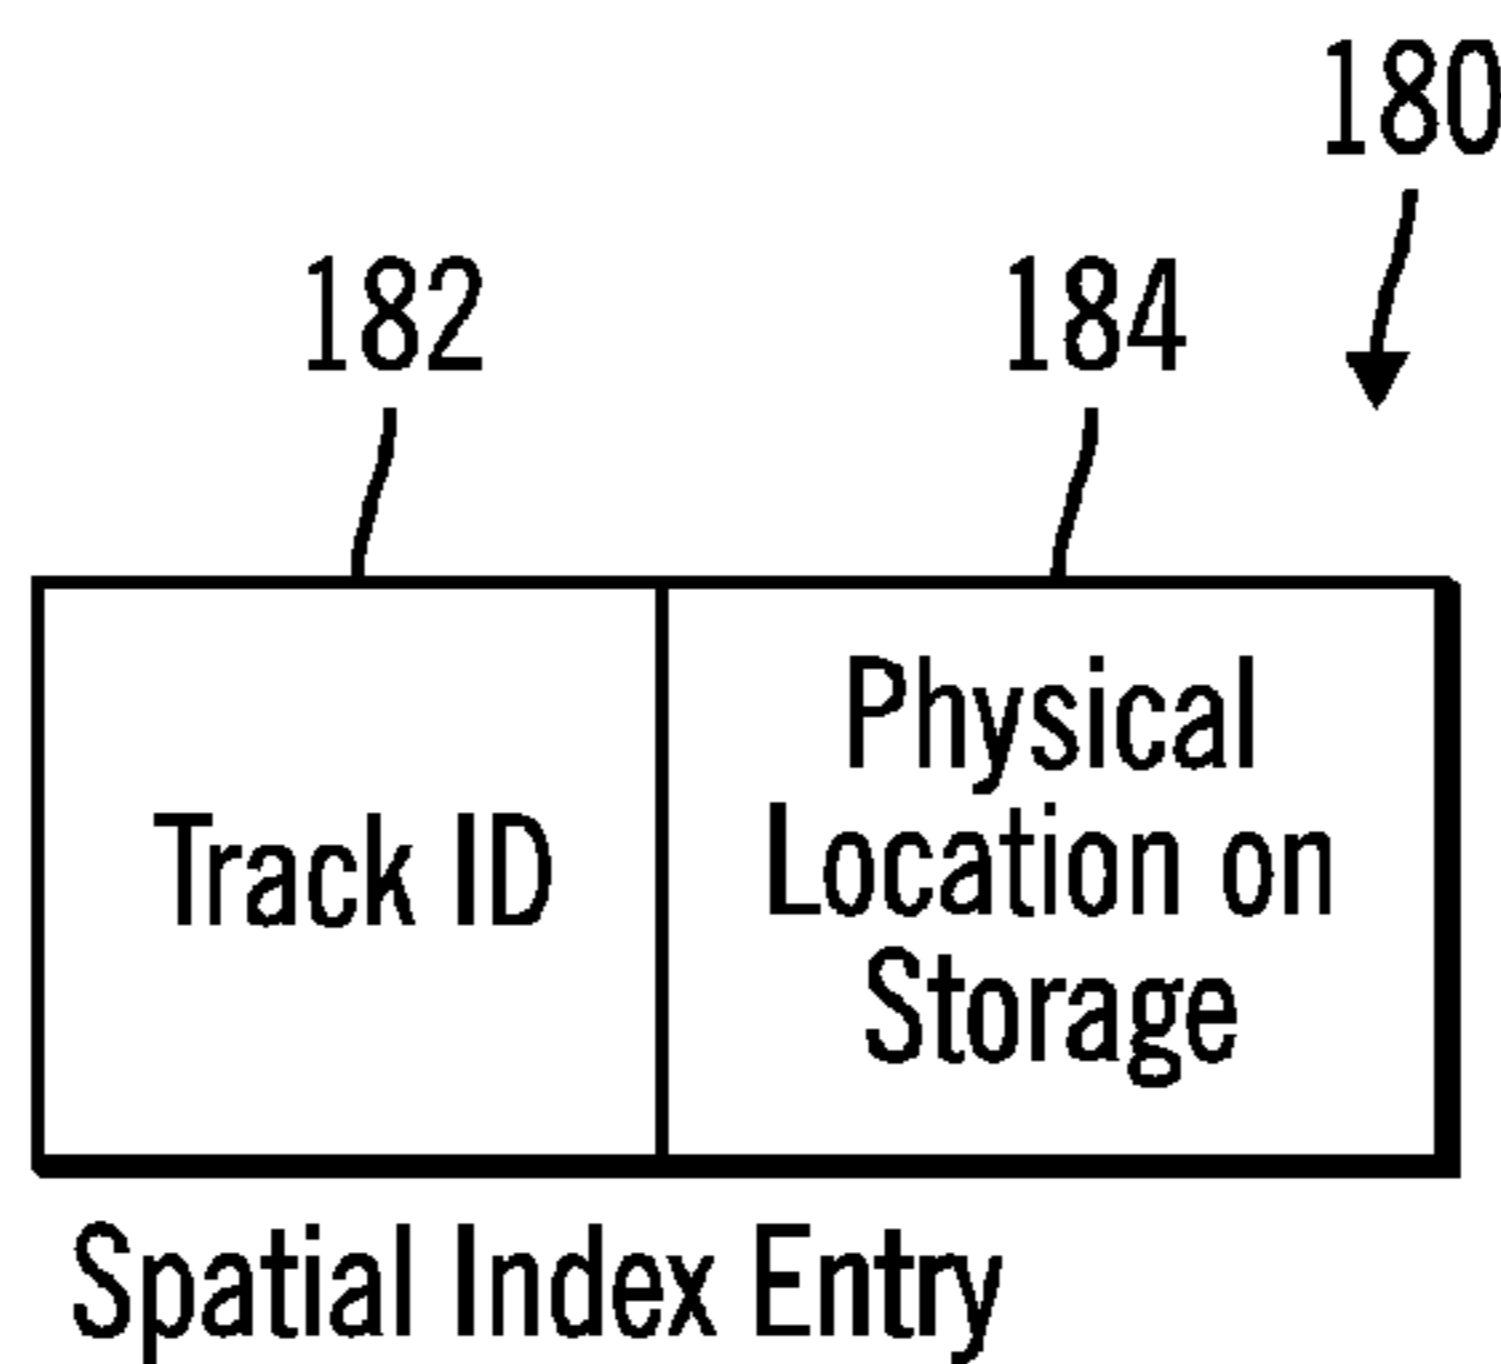 180
182
184
Track ID
Physical
Location on
Storage
Spatial Index Entry